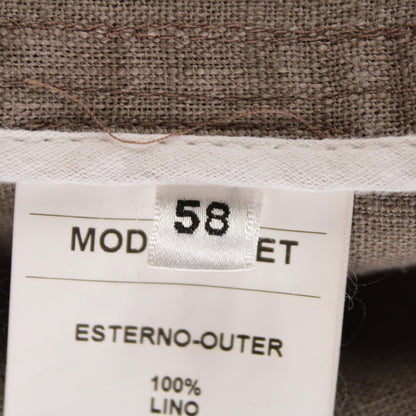 58
MOD
ET
ESTERNO-OUTER
100%
LINO